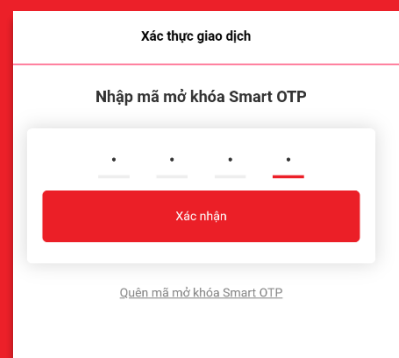 Xác thực giao dịch
Nhập mã mở khóa Smart OTP
• • • •
Xác nhận
Quên mã mở khóa Smart OTP